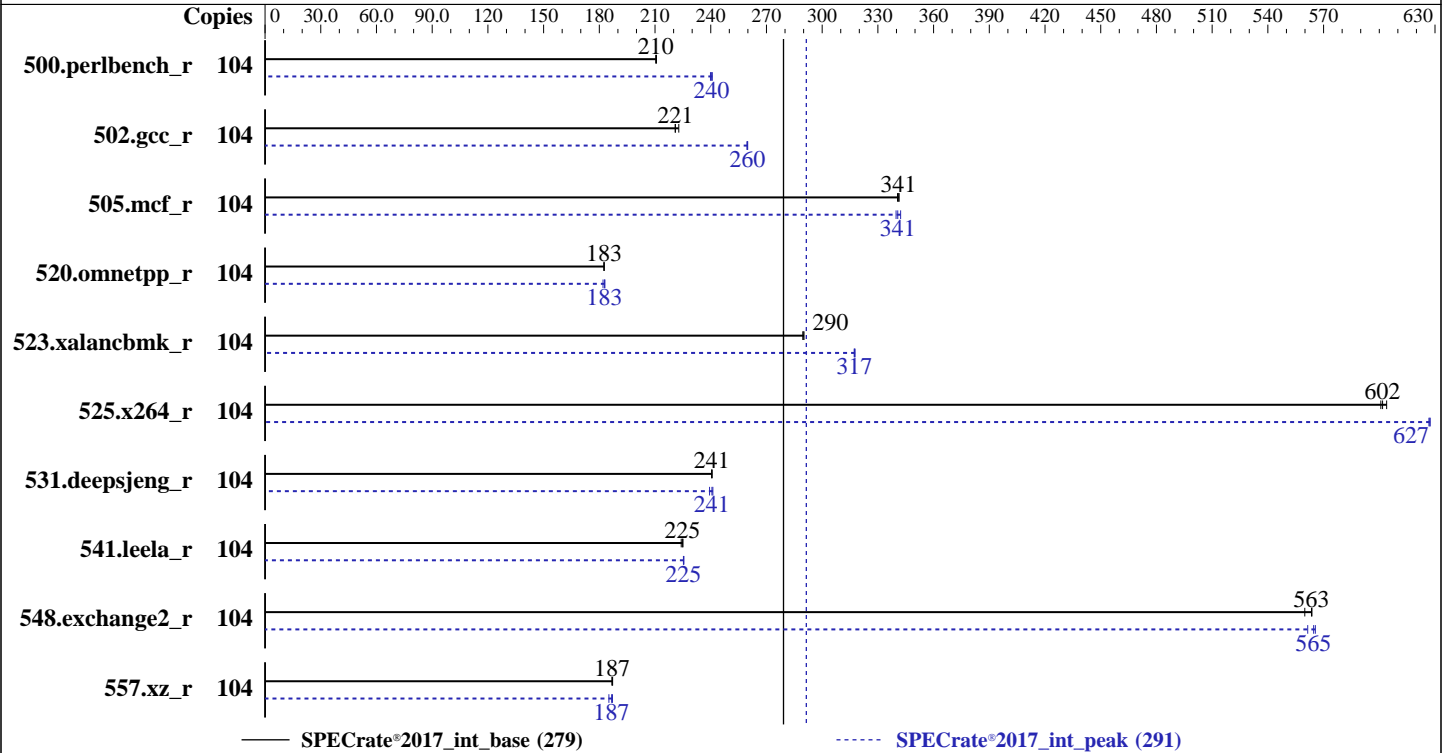 Copies 0 30.0 60.0 90.0 120 150 180 210 240 270 300 330 360 390 420 450 480 510 540 570 630
500.perlbench_r 104 210
240
502.gcc_r 104 221
260
505.mcf_r 104 341
341
520.omnetpp_r 104 183
183
523.xalancbmk_r 104 290
317
525.x264_r 104 602
627
531.deepsjeng_r 104 241
241
541.leela_r 104 225
225
548.exchange2_r 104 563
565
557.xz_r 104 187
187
SPECrate®2017_int_base (279) SPECrate®2017_int_peak (291)